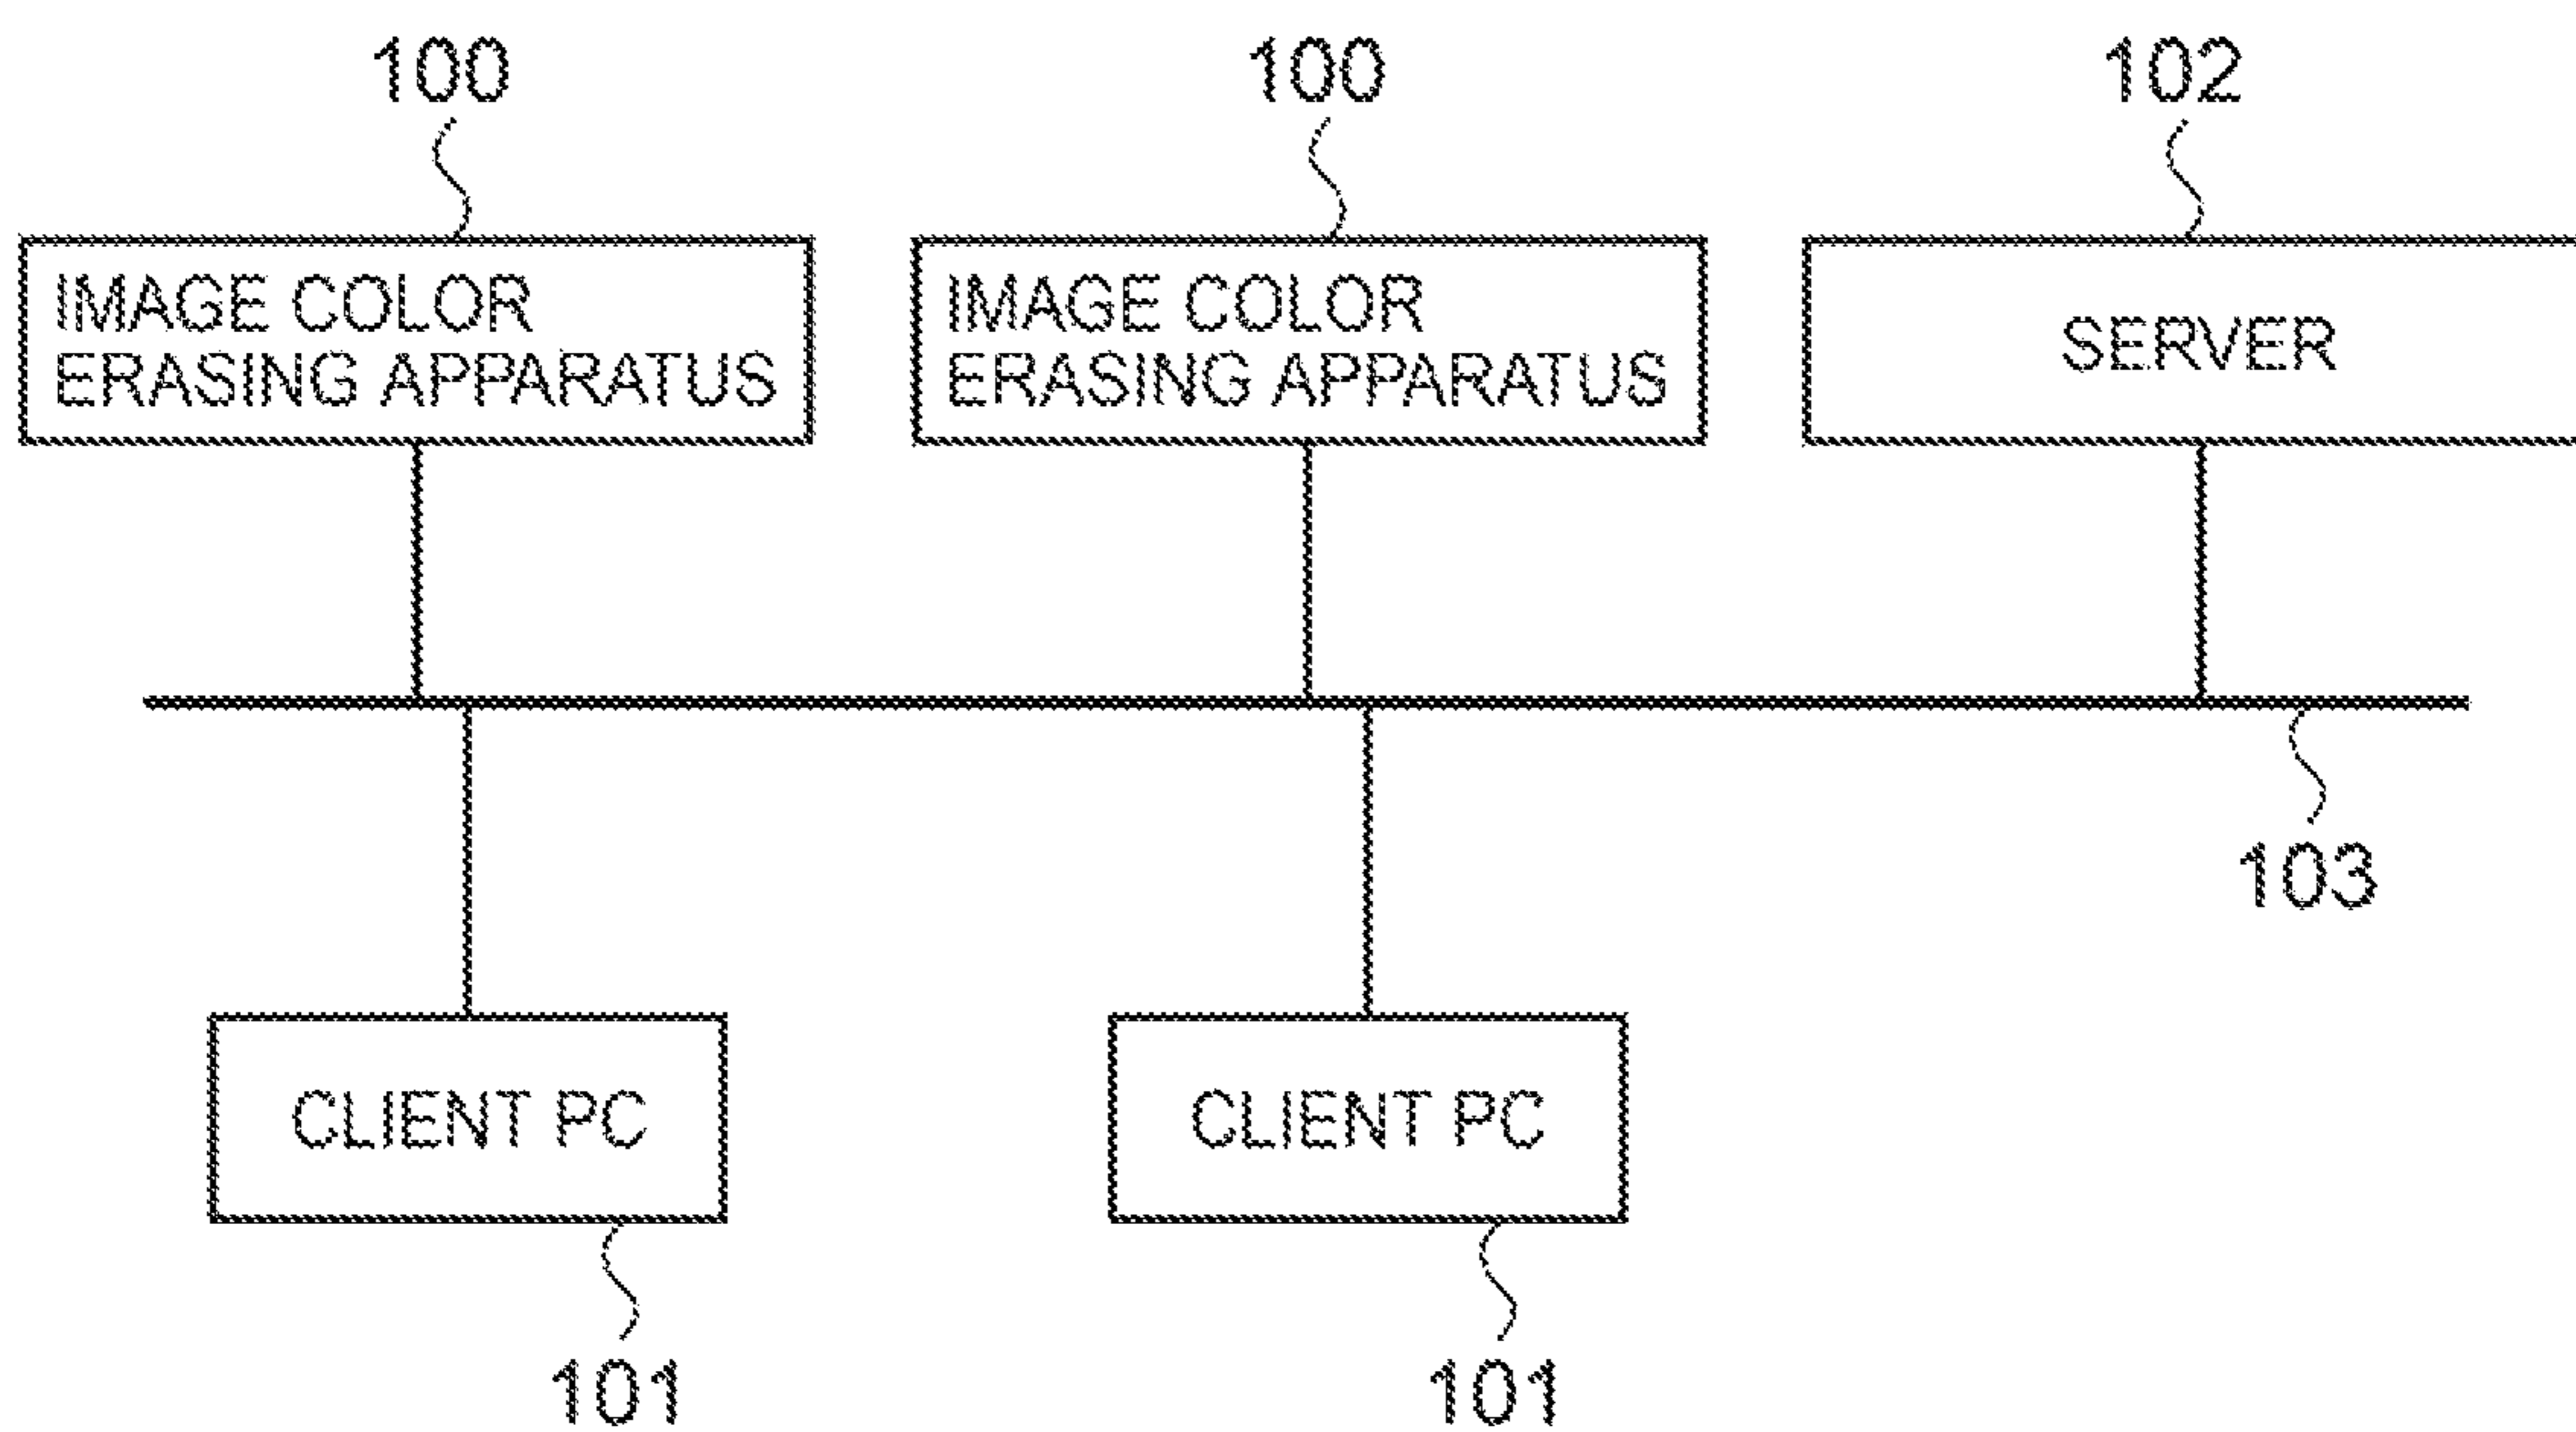 100
100
102
IMAGE COLOR
ERASING APPARATUS
IMAGE COLOR
ERASING APPARATUS
SERVER
103
CLIENT PC
CLIENT PC
101
101